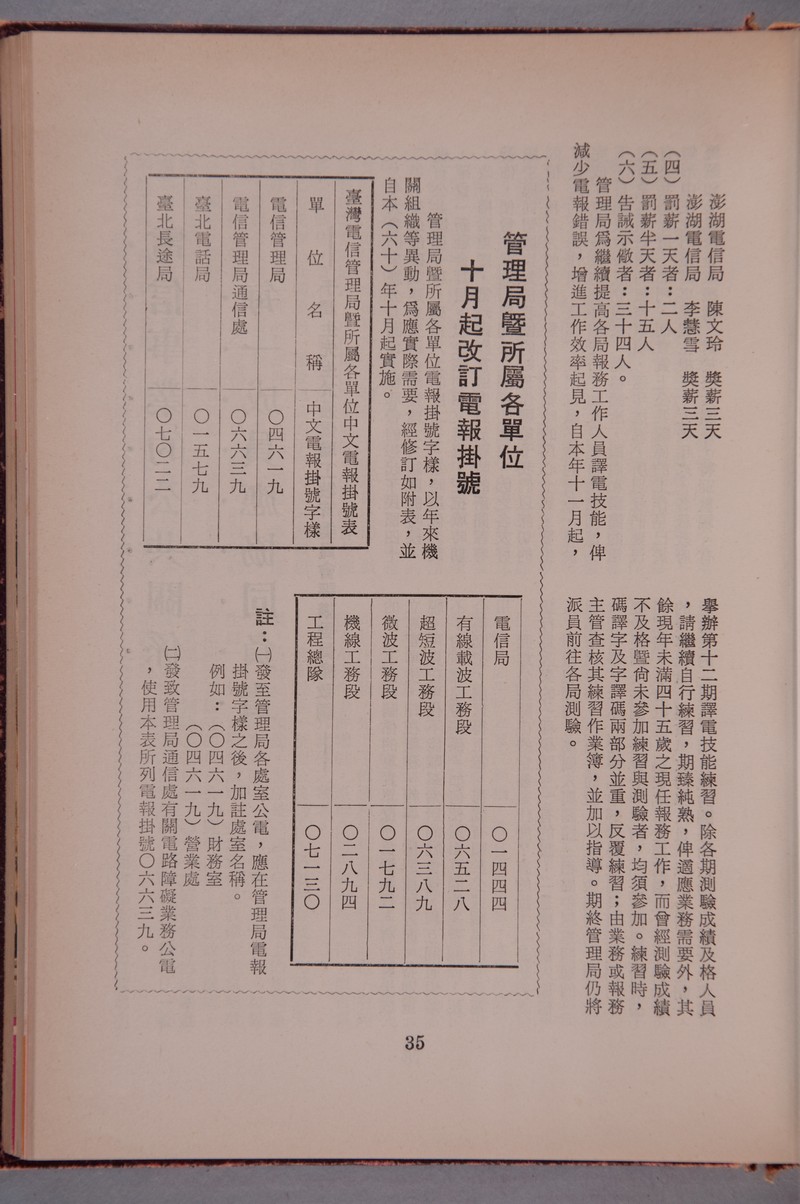 澎湖電信局　陳文玲　獎薪三天
澎湖電信局　李慧雪　獎薪三天
（四）罰薪一天者：二人
（五）罰薪半天者：十五人
（六）告誡示儆者：三十四人。
管理局爲繼續提高各局報務工作人員譯電技能，俾
減少電報錯誤，增進工作效率起見，自本年十一月起，
舉辦第十二期譯電技能練習。除各期測驗成績及格人員
，請繼續自行練習，期臻純熟，俾適應業務需要外，其
餘現年未滿四十五歲之現任報務工作，而曾經測驗成績
不及格暨尙未參加練習與測驗者，均須參加。練習時，
碼譯字及字譯碼兩部分並重，反覆練習；由業務或報務
主管查核其練習作業簿，並加以指導。期終管理局仍將
派員前往各局測驗。
管理局暨所屬各單位
十月起改訂電報掛號
管理局暨所屬各單位電報掛號字樣，以年來機
關組織等異動，爲應實際需要，經修訂如附表，並
自本（六十）年十月起實施。
臺灣電信管理局暨所屬各單位中文電報掛號表
單位名稱　中文電報掛號字樣
電信管理局　〇四六一九
電信管理局通信處　〇六六三九
臺北電話局　〇一五七九
臺北長途局　〇七〇二二
電信局　〇一四四四
有線載波工務段　〇六五二八
超短波工務段　〇六三八九
微波工務段　〇一七九二
機線工務段　〇二八九四
工程總隊　〇七一三〇
註：㈠發至管理局各處室公電，應在管理局電報
掛號字樣之後，加註處室名稱。
例如：（〇四六一九）財務室
（〇四六一九）營業處
㈡發致管理局通信處有關電路障礙業務公電
，使用本表所列電報掛號〇六六三九。
35